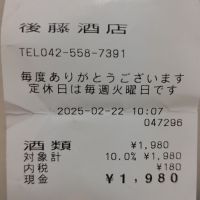 後藤酒店
TEL042-558-7391
毎度ありがとうございます
定休日は毎週火曜日です
2025-02-22 10:07
047296
酒類 ¥1,980
対象計 10.0% ¥1,980
内税 ¥180
現金 ¥1,980